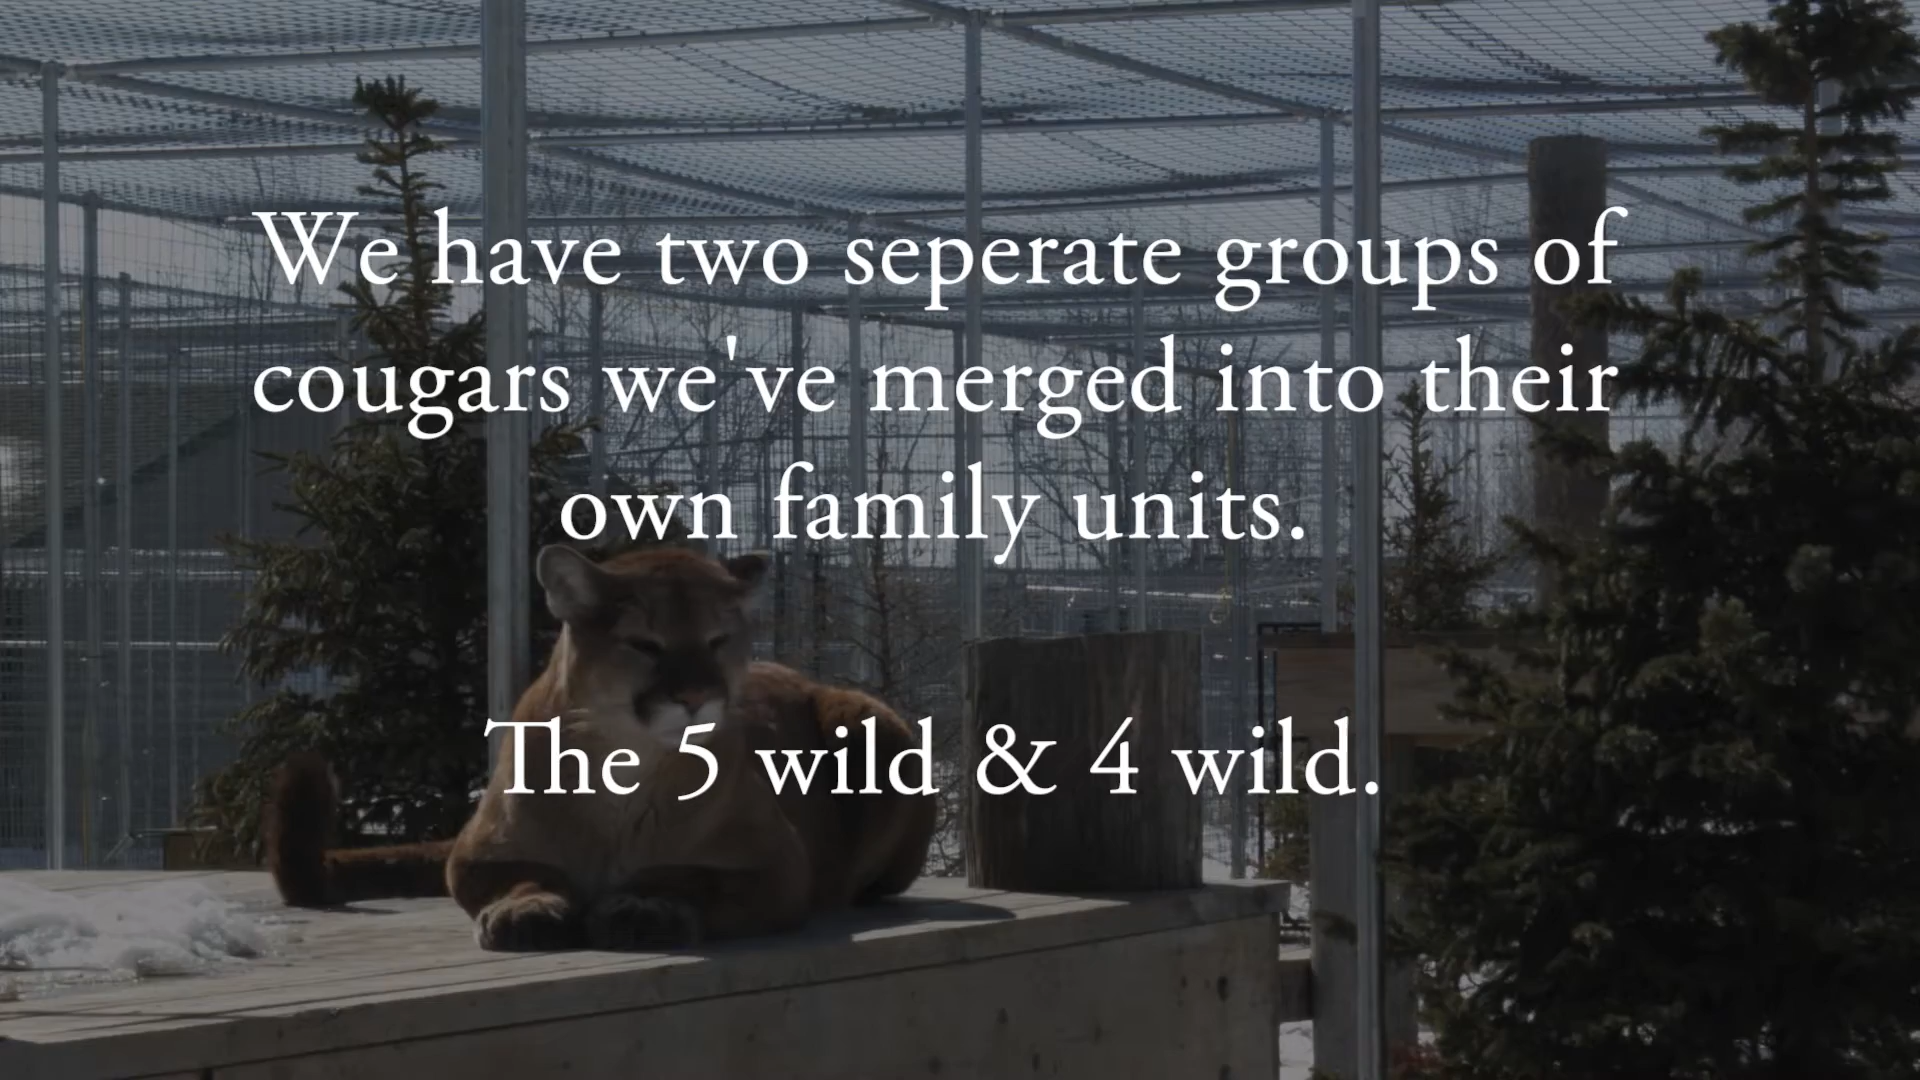 We have two seperate groups of
cougars we've merged into their
own family units.
The 5 wild & 4 wild.